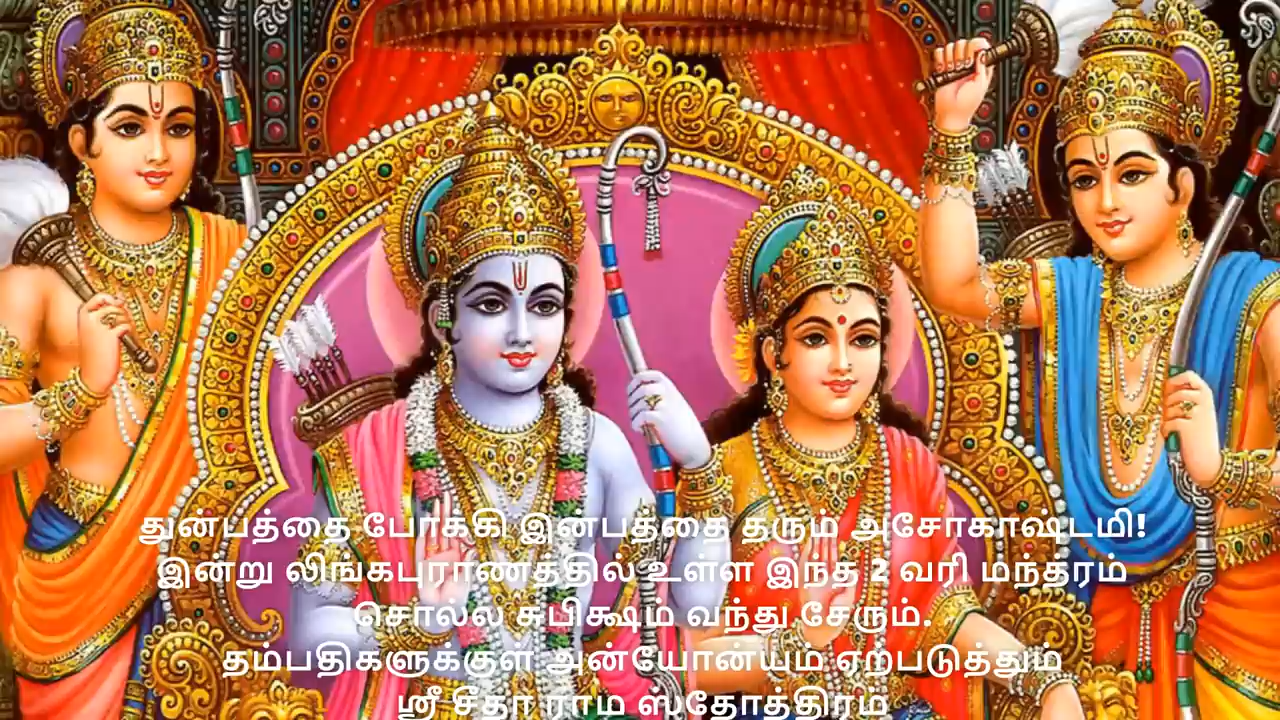 துன்பத்தை போக்கி இன்பத்தை தரும் அசோகாஷ்டமி!
இன்று லிங்கபுராணத்தில் உள்ள இந்த 2 வரி மந்தரம்
சொல்ல சுபிக்ஷம் வந்து சேரும்.
தம்பதிகளுக்குள் அன்யோன்யம் ஏற்படுத்தும்
ஸ்ரீ சீதா ராம ஸ்தோத்திரம்